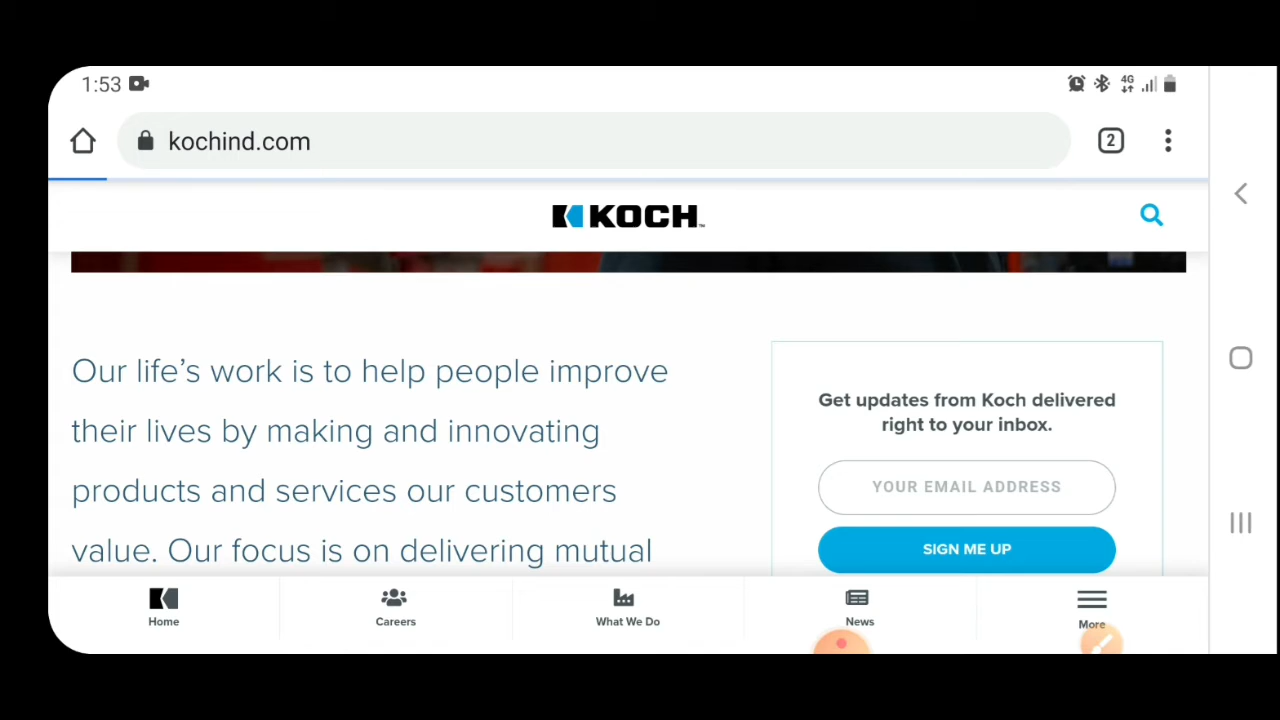 1:53
4G
kochind.com
2
KOCH™
Our life's work is to help people improve
their lives by making and innovating
products and services our customers
value. Our focus is on delivering mutual
Get updates from Koch delivered
right to your inbox.
YOUR EMAIL ADDRESS
SIGN ME UP
Home
Careers
What We Do
News
More